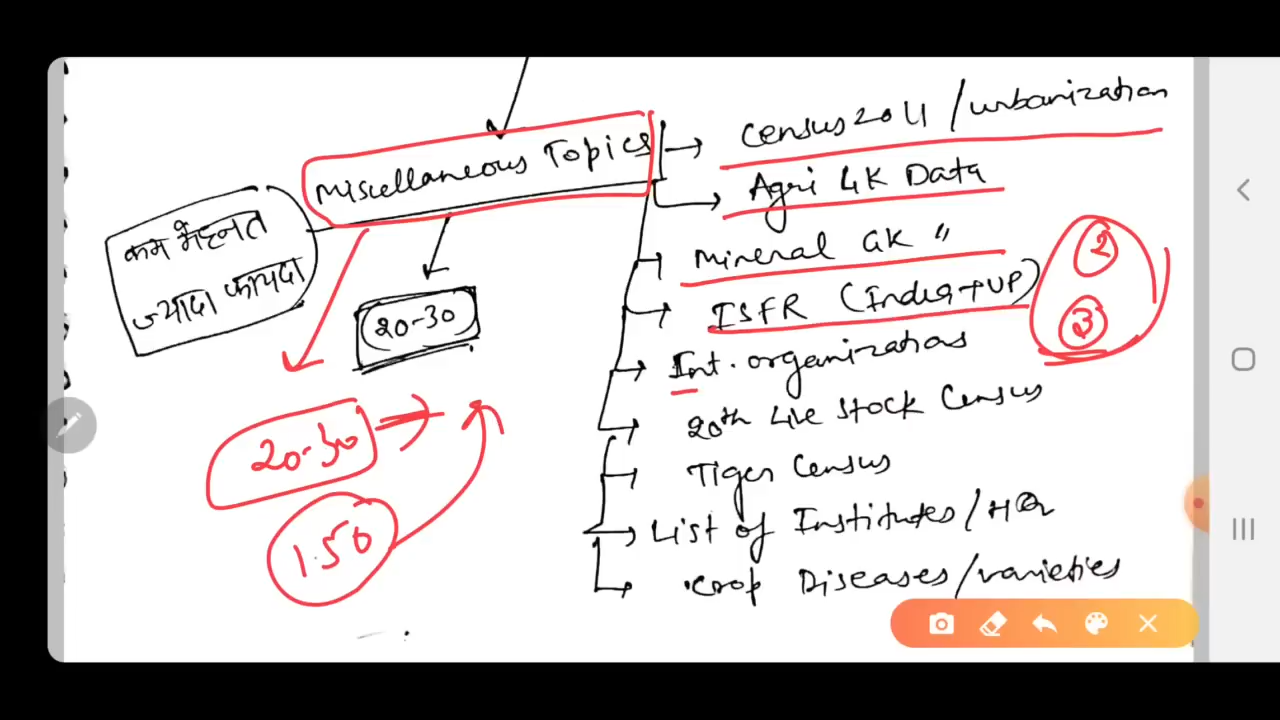 Miscellaneous Topics
कम मेहनत
ज्यादा फायदा
20-30
20-30
150
Census 2011 / urbanization
Agri GK Data
Mineral GK "
ISFR (India+UP)
2
3
Int. organizations
20th Live Stock Census
Tiger Census
List of Institutes/HQ
Crop Diseases/varieties